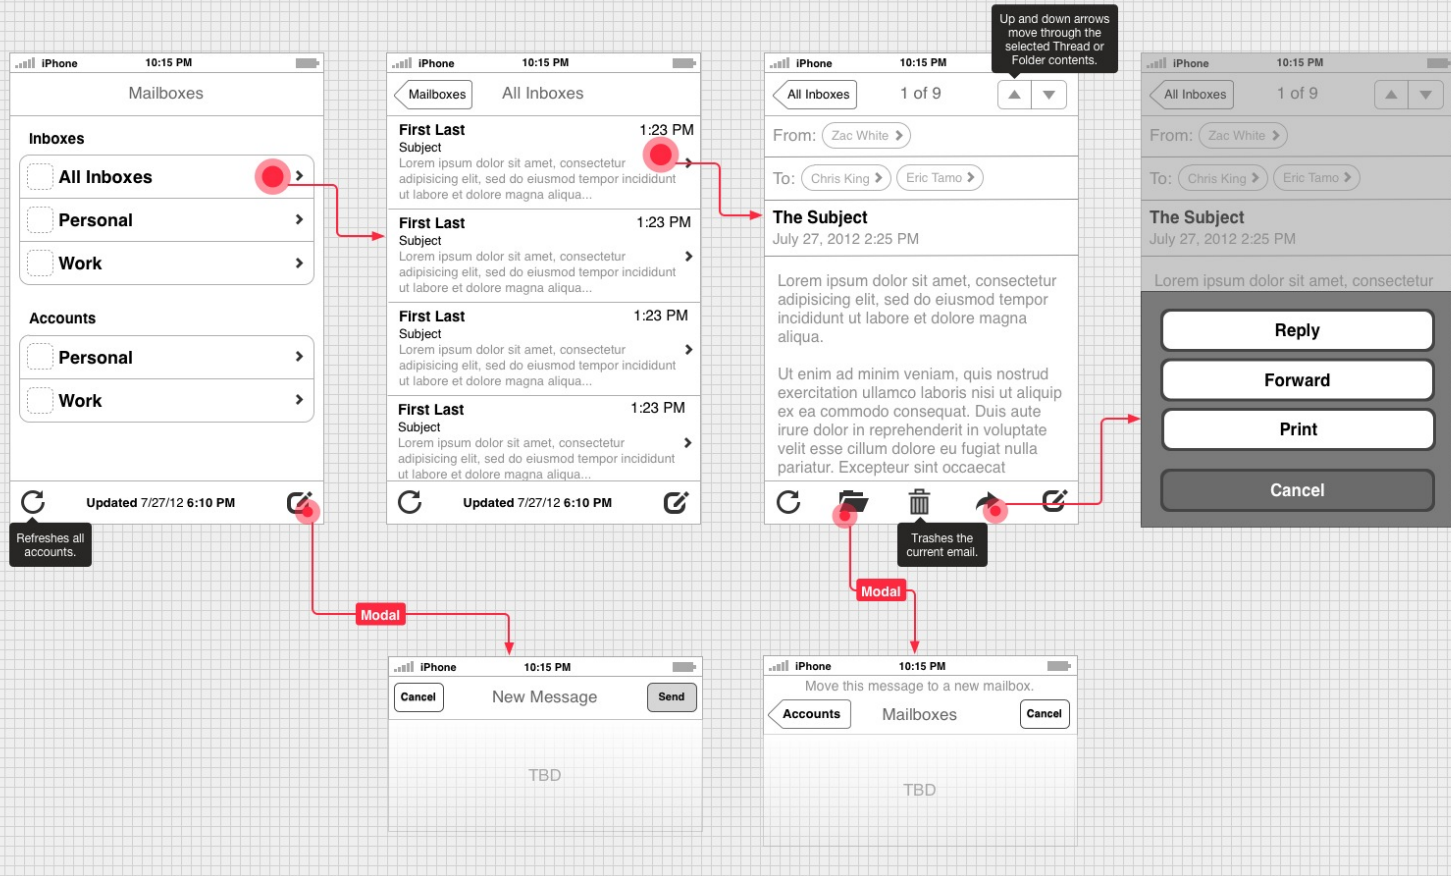 Up and down arrows
move through the
selected Thread or
Folder contents.
iPhone 10:15 PM
Mailboxes
Inboxes
All Inboxes
Personal
Work
Accounts
Personal
Work
Updated 7/27/12 6:10 PM
Refreshes all
accounts.
iPhone 10:15 PM
Mailboxes All Inboxes
First Last 1:23 PM
Subject
Lorem ipsum dolor sit amet, consectetur
adipisicing elit, sed do eiusmod tempor incididunt
ut labore et dolore magna aliqua...
First Last 1:23 PM
Subject
Lorem ipsum dolor sit amet, consectetur
adipisicing elit, sed do eiusmod tempor incididunt
ut labore et dolore magna aliqua...
First Last 1:23 PM
Subject
Lorem ipsum dolor sit amet, consectetur
adipisicing elit, sed do eiusmod tempor incididunt
ut labore et dolore magna aliqua...
First Last 1:23 PM
Subject
Lorem ipsum dolor sit amet, consectetur
adipisicing elit, sed do eiusmod tempor incididunt
ut labore et dolore magna aliqua...
Updated 7/27/12 6:10 PM
iPhone 10:15 PM
All Inboxes 1 of 9
From: Zac White
To: Chris King Eric Tamo
The Subject
July 27, 2012 2:25 PM
Lorem ipsum dolor sit amet, consectetur
adipisicing elit, sed do eiusmod tempor
incididunt ut labore et dolore magna
aliqua.
Ut enim ad minim veniam, quis nostrud
exercitation ullamco laboris nisi ut aliquip
ex ea commodo consequat. Duis aute
irure dolor in reprehenderit in voluptate
velit esse cillum dolore eu fugiat nulla
pariatur. Excepteur sint occaecat
Trashes the
current email.
iPhone 10:15 PM
All Inboxes 1 of 9
From: Zac White
To: Chris King Eric Tamo
The Subject
July 27, 2012 2:25 PM
Lorem ipsum dolor sit amet, consectetur
Reply
Forward
Print
Cancel
Modal
Modal
iPhone 10:15 PM
Cancel New Message Send
TBD
iPhone 10:15 PM
Move this message to a new mailbox.
Accounts Mailboxes Cancel
TBD